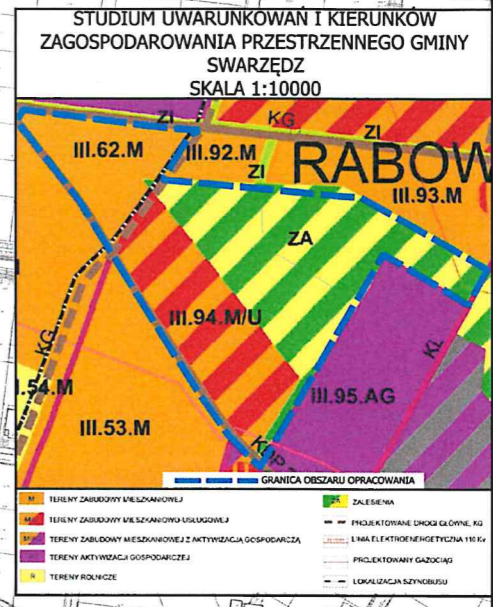 STUDIUM UWARUNKOWAŃ I KIERUNKÓW
ZAGOSPODAROWANIA PRZESTRZENNEGO GMINY
SWARZĘDZ
SKALA 1:10000
ZI
KG
ZI
III.62.M
III.92.M
ZI
RABOW
III.93.M
ZA
III.94.M/U
KG
KL
III.95.AG
.54.M
III.53.M
GRANICA OBSZARU OPRACOWANIA
M TERENY ZABUDOWY MIESZKANIOWEJ
TERENY ZABUDOWY MIESZKANIOWO-USŁUGOWEJ
TERENY ZABUDOWY MIESZKANIOWEJ Z AKTYWIZACJĄ GOSPODARCZĄ
TERENY AKTYWIZACJI GOSPODARCZEJ
R TERENY ROLNICZE
ZA ZALESIENIA
PROJEKTOWANE DROGI GŁÓWNE, KG
LINIA ELEKTROENERGETYCZNA 110 Kv
PROJEKTOWANY GAZOCIĄG
LOKALIZACJA SZYNOBUSU